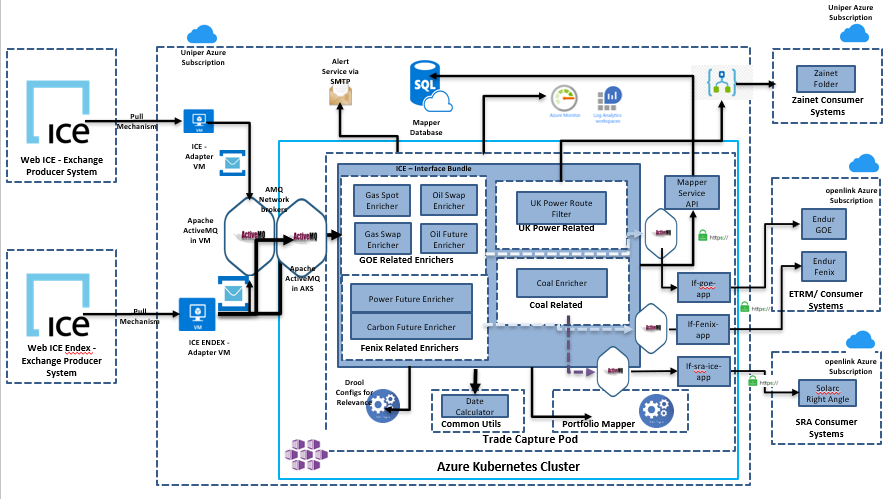 Uniper Azure
Subscription
Uniper Azure
Subscription
Alert
Service via
SMTP
SQL
Mapper
Database
Azure Monitor
Log Analytics
workspaces
Zainet
Folder
Zainet Consumer
Systems
ice
Web ICE - Exchange
Producer System
Pull
Mechanism
VM
ICE -
Adapter
VM
ICE – Interface Bundle
Gas Spot
Enricher
Oil Swap
Enricher
Gas Swap
Enricher
Oil Future
Enricher
GOE Related Enrichers
UK Power Route
Filter
UK Power Related
Mapper
Service
API
https://
openlink Azure
Subscription
Endur
GOE
Endur
Fenix
ETRM/ Consumer
Systems
AMQ
Network
brokers
Apache
ActiveMQ
in VM
ActiveMQ
ActiveMQ
ActiveMQ
Apache
ActiveMQ
in AKS
Coal Enricher
Coal Related
If-goe-
app
https://
Power Future Enricher
Carbon Future Enricher
Fenix Related Enrichers
ActiveMQ
If-Fenix-
app
ice
Web ICE Endex -
Exchange Producer
System
Pull
Mechanism
VM
ICE ENDEX -
Adapter VM
ActiveMQ
If-sra-ice-
app
https://
openlink Azure
Subscription
Solarc
Right Angle
SRA Consumer
Systems
Drool
Configs for
Relevance
Date
Calculator
Common Utils
Portfolio Mapper
Trade Capture Pod
Azure Kubernetes Cluster